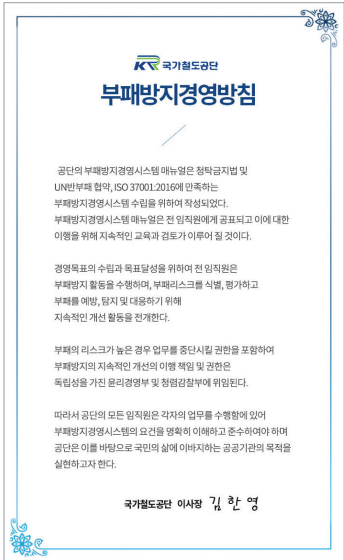 KR 국가철도공단
부패방지경영방침
공단의 부패방지경영시스템 매뉴얼은 청탁금지법 및
UN반부패 협약, ISO 37001:2016에 만족하는
부패방지경영시스템 수립을 위하여 작성되었다.
부패방지경영시스템 매뉴얼은 전 임직원에게 공표되고 이에 대한
이행을 위해 지속적인 교육과 검토가 이루어 질 것이다.
경영목표의 수립과 목표달성을 위하여 전 임직원은
부패방지 활동을 수행하며, 부패리스크를 식별, 평가하고
부패를 예방, 탐지 및 대응하기 위해
지속적인 개선 활동을 전개한다.
부패의 리스크가 높은 경우 업무를 중단시킬 권한을 포함하여
부패방지의 지속적인 개선의 이행 책임 및 권한은
독립성을 가진 윤리경영부 및 청렴감찰부에 위임된다.
따라서 공단의 모든 임직원은 각자의 업무를 수행함에 있어
부패방지경영시스템의 요건을 명확히 이해하고 준수하여야 하며
공단은 이를 바탕으로 국민의 삶에 이바지하는 공공기관의 목적을
실현하고자 한다.
국가철도공단 이사장 김한영